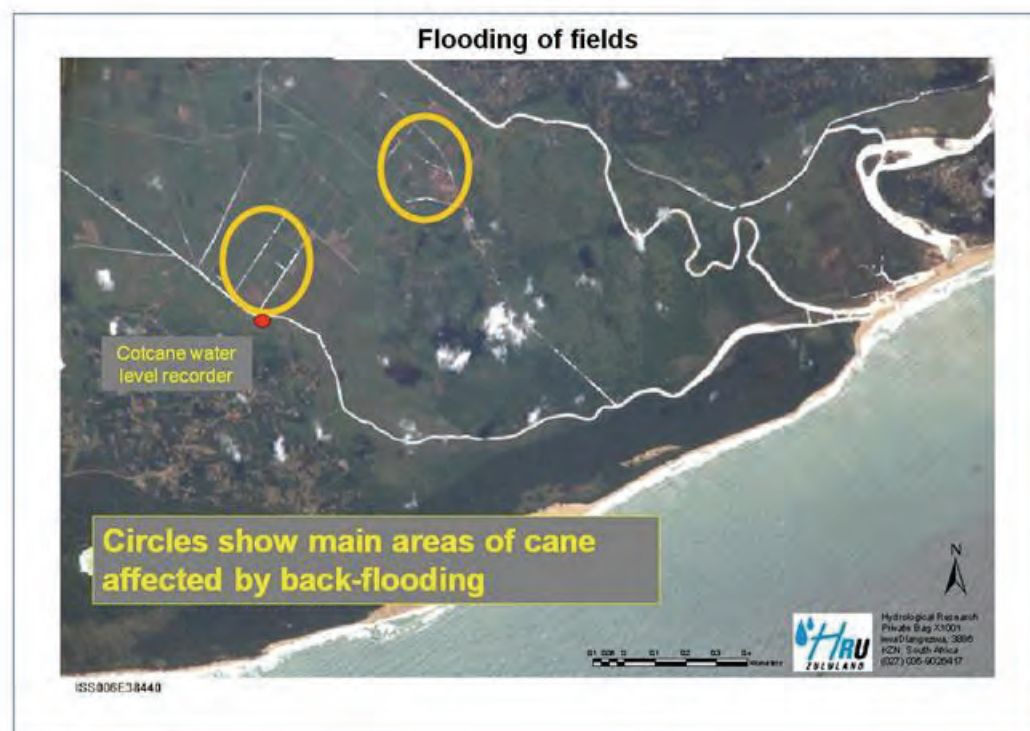 Flooding of fields
Cotcane water
level recorder
Circles show main areas of cane
affected by back-flooding
N
HRU
ZULULAND
Hydrological Research
Private Bag X1001
KZN, South Africa
ISS006E38440